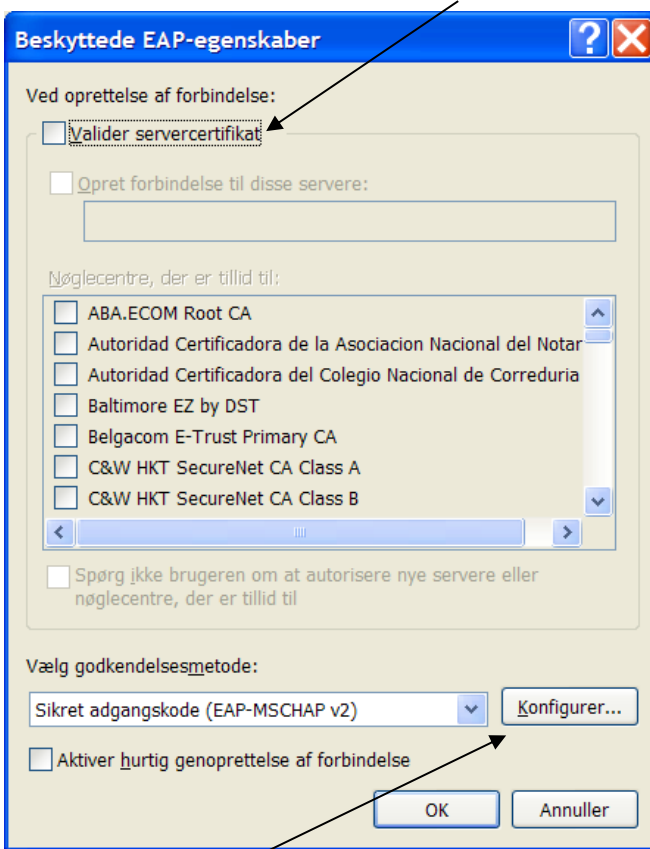 Beskyttede EAP-egenskaber
Ved oprettelse af forbindelse:
Valider servercertifikat
Opret forbindelse til disse servere:
Nøglecentre, der er tillid til:
ABA.ECOM Root CA
Autoridad Certificadora de la Asociacion Nacional del Notar
Autoridad Certificadora del Colegio Nacional de Correduria
Baltimore EZ by DST
Belgacom E-Trust Primary CA
C&W HKT SecureNet CA Class A
C&W HKT SecureNet CA Class B
Spørg ikke brugeren om at autorisere nye servere eller
nøglecentre, der er tillid til
Vælg godkendelsesmetode:
Sikret adgangskode (EAP-MSCHAP v2) Konfigurer...
Aktiver hurtig genoprettelse af forbindelse
OK Annuller